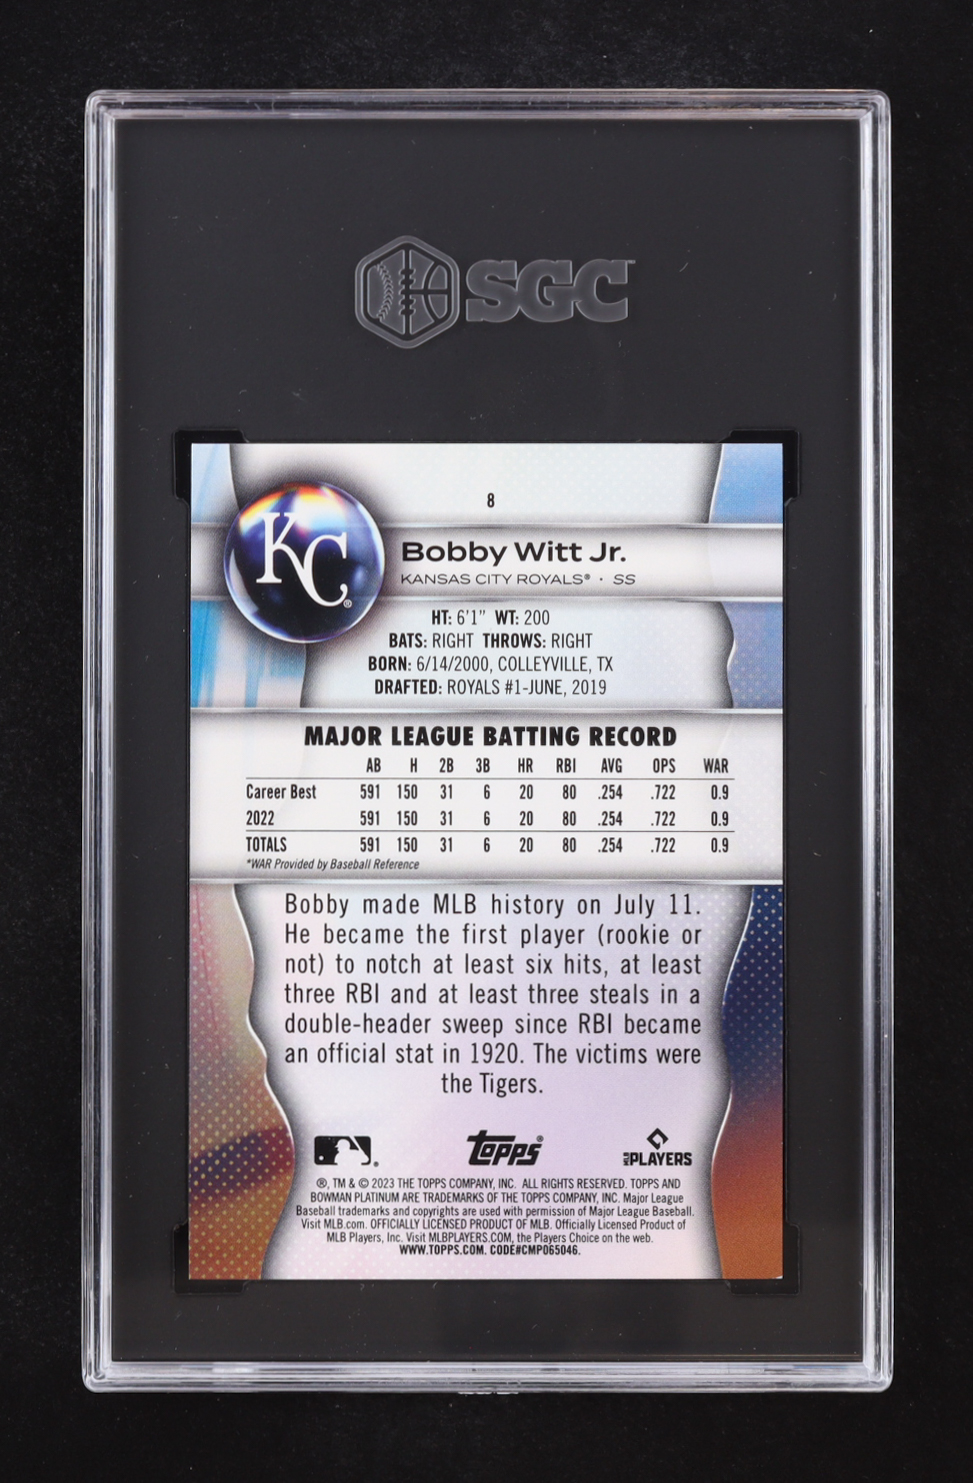 SGC
8
KC®
Bobby Witt Jr.
KANSAS CITY ROYALS® · SS
HT: 6'1" WT: 200
BATS: RIGHT THROWS: RIGHT
BORN: 6/14/2000, COLLEYVILLE, TX
DRAFTED: ROYALS #1-JUNE, 2019
MAJOR LEAGUE BATTING RECORD
AB H 2B 3B HR RBI AVG OPS WAR
Career Best 591 150 31 6 20 80 .254 .722 0.9
2022 591 150 31 6 20 80 .254 .722 0.9
TOTALS 591 150 31 6 20 80 .254 .722 0.9
*WAR Provided by Baseball Reference
Bobby made MLB history on July 11.
He became the first player (rookie or
not) to notch at least six hits, at least
three RBI and at least three steals in a
double-header sweep since RBI became
an official stat in 1920. The victims were
the Tigers.
topps®
MLB PLAYERS
®, TM & © 2023 THE TOPPS COMPANY, INC. ALL RIGHTS RESERVED. TOPPS AND
BOWMAN PLATINUM ARE TRADEMARKS OF THE TOPPS COMPANY, INC. Major League
Baseball trademarks and copyrights are used with permission of Major League Baseball.
Visit MLB.com. OFFICIALLY LICENSED PRODUCT OF MLB. Officially Licensed Product of
MLB Players, Inc. Visit MLBPLAYERS.COM, the Players Choice on the web.
WWW.TOPPS.COM. CODE#CMP065046.